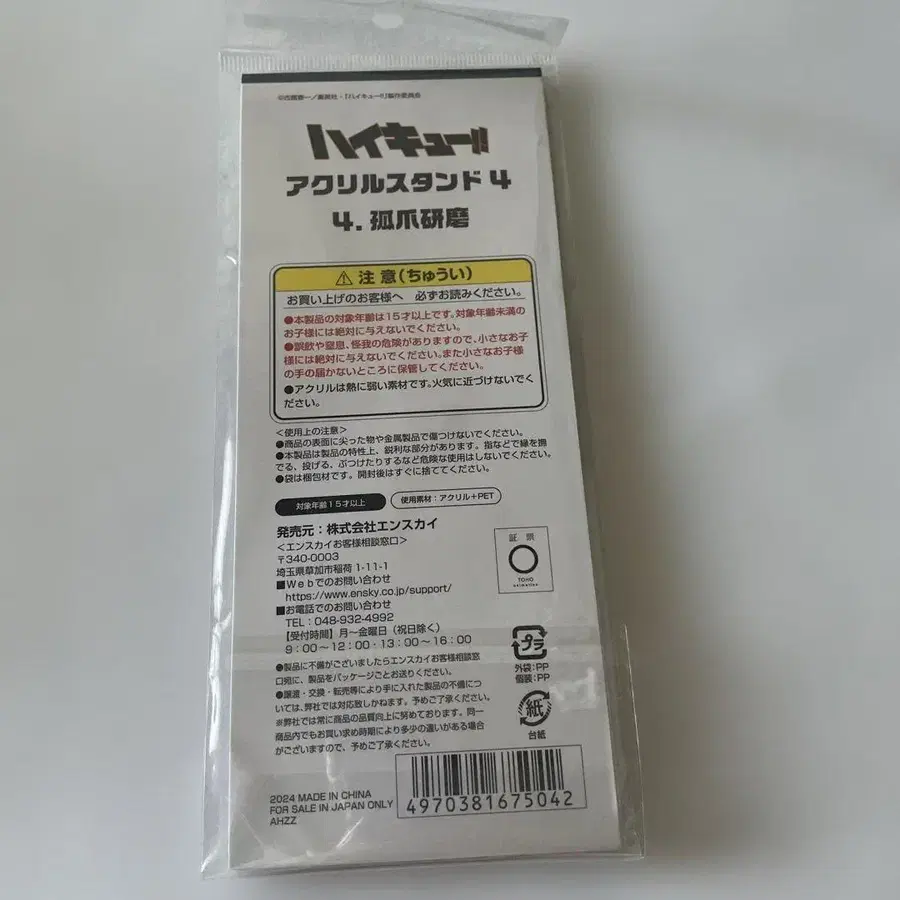 ©古舘春一／集英社・「ハイキュー!!」製作委員会
ハイキュー!!
アクリルスタンド 4
4. 孤爪研磨
⚠ 注 意（ちゅうい）
お買い上げのお客様へ 必ずお読みください。
●本製品の対象年齢は15才以上です。対象年齢未満の
お子様には絶対に与えないでください。
●誤飲や窒息、怪我の危険がありますので、小さなお子
様には絶対に与えないでください。また小さなお子様
の手の届かないところに保管してください。
●アクリルは熱に弱い素材です。火気に近づけないでく
ださい。
＜使用上の注意＞
●商品の表面に尖った物や金属製品で傷つけないでください。
●本製品は製品の特性上、鋭利な部分があります。指などで縁を撫
でる、投げる、ぶつけたりするなど危険な使用はしないでください。
●袋は梱包材です。開封後はすぐに捨ててください。
対象年齢15才以上
使用素材：アクリル＋PET
発売元：株式会社エンスカイ
＜エンスカイお客様相談窓口＞
〒340-0003
埼玉県草加市稲荷 1-11-1
■Ｗｅｂでのお問い合わせ
https://www.ensky.co.jp/support/
■お電話でのお問い合わせ
TEL：048-932-4992
【受付時間】月～金曜日（祝日除く）
9：00～12：00・13：00～16：00
証 票
TOHO
animation
●製品に不備がございましたらエンスカイお客様相談窓
口宛に、製品をパッケージごとお送りください。
●譲渡・交換・転売等により手に入れた製品の不備につ
いては、弊社では対応致しかねます。予めご了承ください。
※弊社では常に商品の品質向上に努めております。同一
商品内でもお買い求め時期により多少の違いがある場合
がございますので、予めご了承ください。
プラ
外袋：PP
個装：PP
紙
台紙
2024 MADE IN CHINA
FOR SALE IN JAPAN ONLY
AHZZ
4970381675042